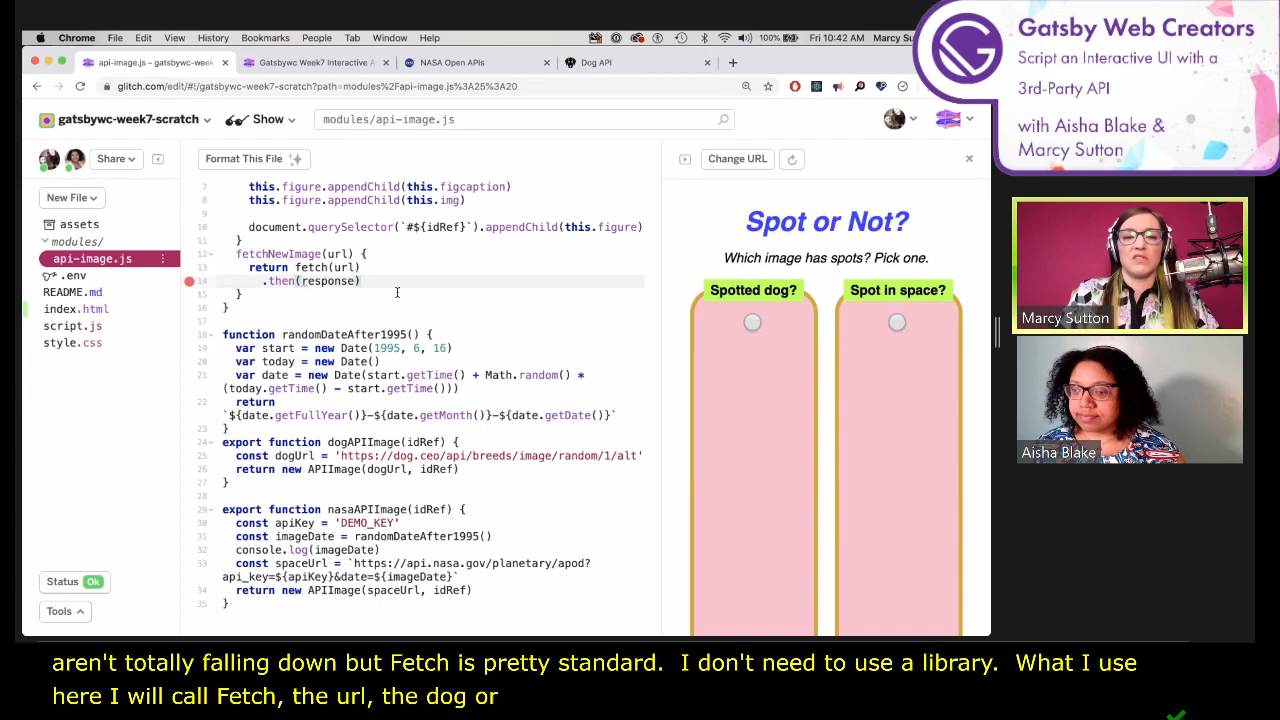 Gatsby Web Creators
Script an Interactive UI with a
3rd-Party API
with Aisha Blake &
Marcy Sutton
Chrome File Edit View History Bookmarks People Tab Window Help
100% Fri 10:42 AM Marcy Su
api-image.js – gatsbywc-week
Gatsby Week7 Interactive A
NASA Open APIs
Dog API
glitch.com/edit/#!/gatsbywc-week7-scratch?path=modules%2Fapi-image.js%3A25%3A20
gatsbywc-week7-scratch
Show
modules/api-image.js
Share
Format This File
Change URL
New File
assets
modules/
api-image.js
.env
README.md
index.html
script.js
style.css
Status Ok
Tools
7 this.figure.appendChild(this.figcaption)
8 this.figure.appendChild(this.img)
9
10 document.querySelector(`#${idRef}`).appendChild(this.figure)
11 }
12 fetchNewImage(url) {
13 return fetch(url)
14 .then(response)
15 }
16 }
17
18 function randomDateAfter1995() {
19 var start = new Date(1995, 6, 16)
20 var today = new Date()
21 var date = new Date(start.getTime() + Math.random() *
(today.getTime() - start.getTime()))
22 return
`${date.getFullYear()}-${date.getMonth()}-${date.getDate()}`
23 }
24 export function dogAPIImage(idRef) {
25 const dogUrl = 'https://dog.ceo/api/breeds/image/random/1/alt'
26 return new APIImage(dogUrl, idRef)
27 }
28
29 export function nasaAPIImage(idRef) {
30 const apiKey = 'DEMO_KEY'
31 const imageDate = randomDateAfter1995()
32 console.log(imageDate)
33 const spaceUrl = `https://api.nasa.gov/planetary/apod?
api_key=${apiKey}&date=${imageDate}`
34 return new APIImage(spaceUrl, idRef)
35 }
Spot or Not?
Which image has spots? Pick one.
Spotted dog?
Spot in space?
Marcy Sutton
Aisha Blake
aren't totally falling down but Fetch is pretty standard. I don't need to use a library. What I use
here I will call Fetch, the url, the dog or